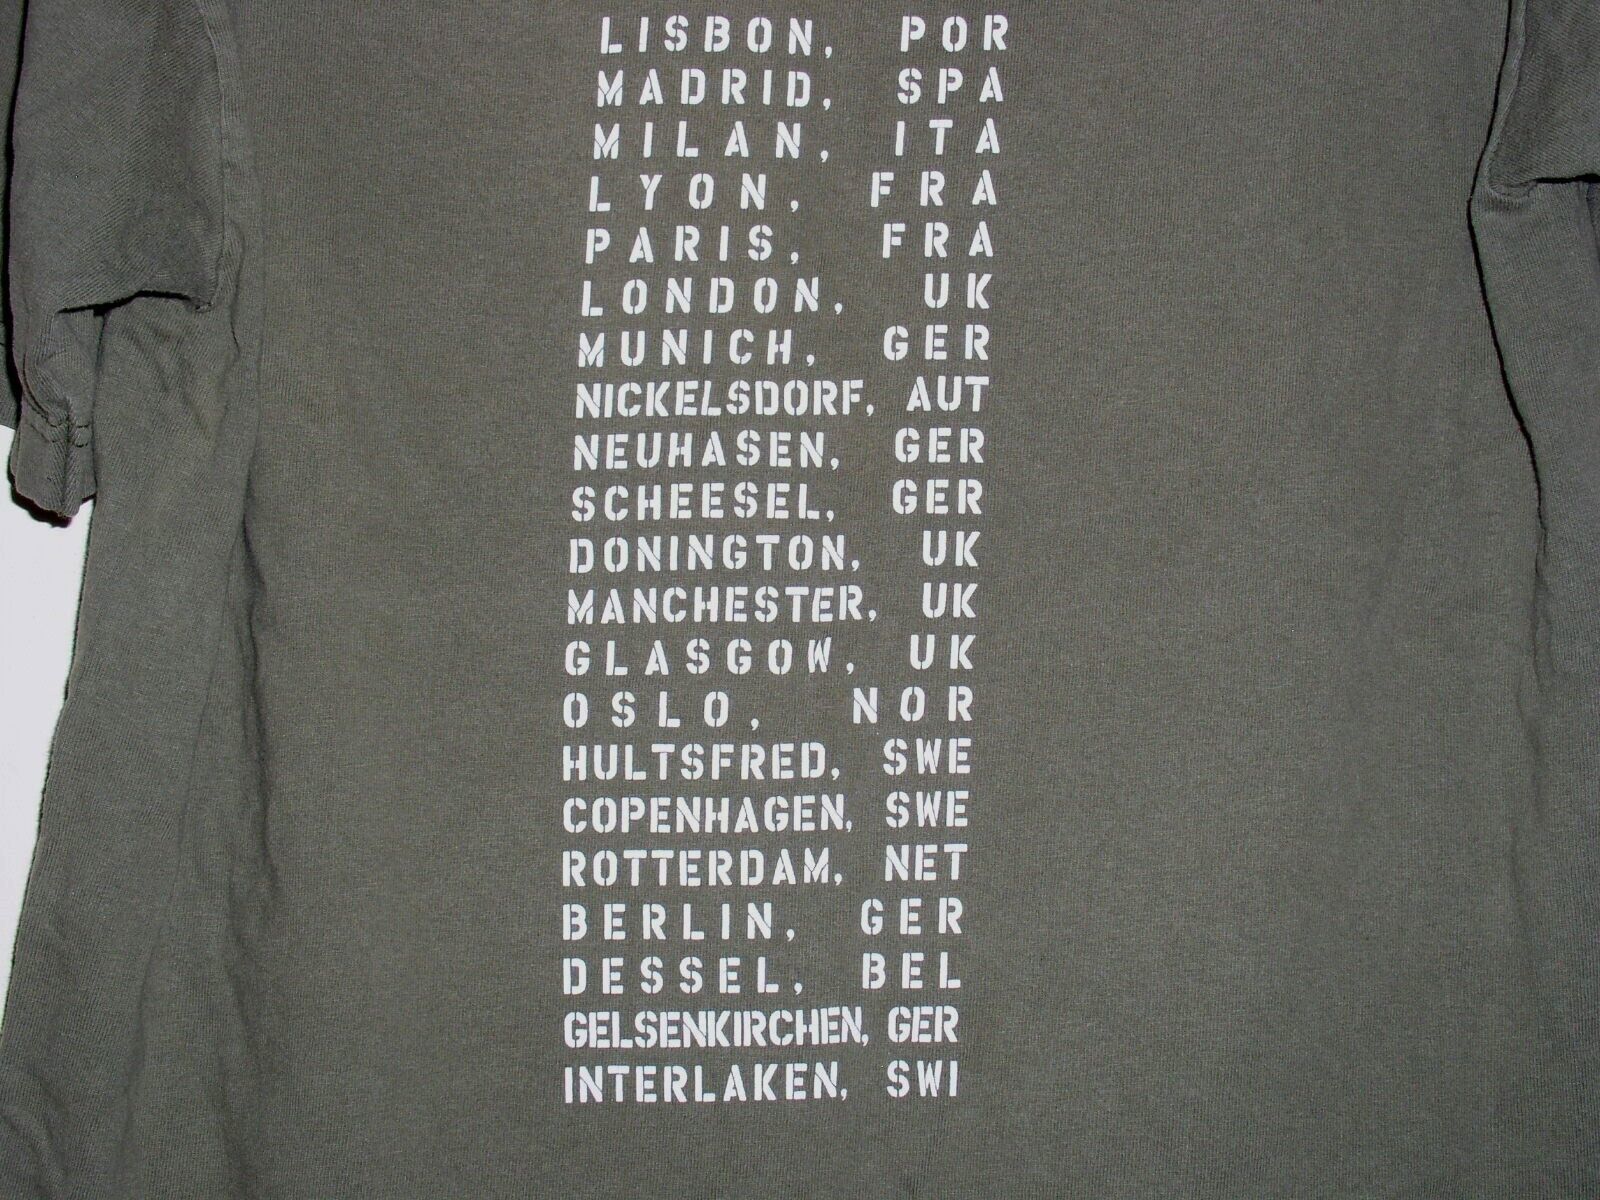 LISBON, POR
MADRID, SPA
MILAN, ITA
LYON, FRA
PARIS, FRA
LONDON, UK
MUNICH, GER
NICKELSDORF, AUT
NEUHASEN, GER
SCHEESEL, GER
DONINGTON, UK
MANCHESTER, UK
GLASGOW, UK
OSLO, NOR
HULTSFRED, SWE
COPENHAGEN, SWE
ROTTERDAM, NET
BERLIN, GER
DESSEL, BEL
GELSENKIRCHEN, GER
INTERLAKEN, SWI